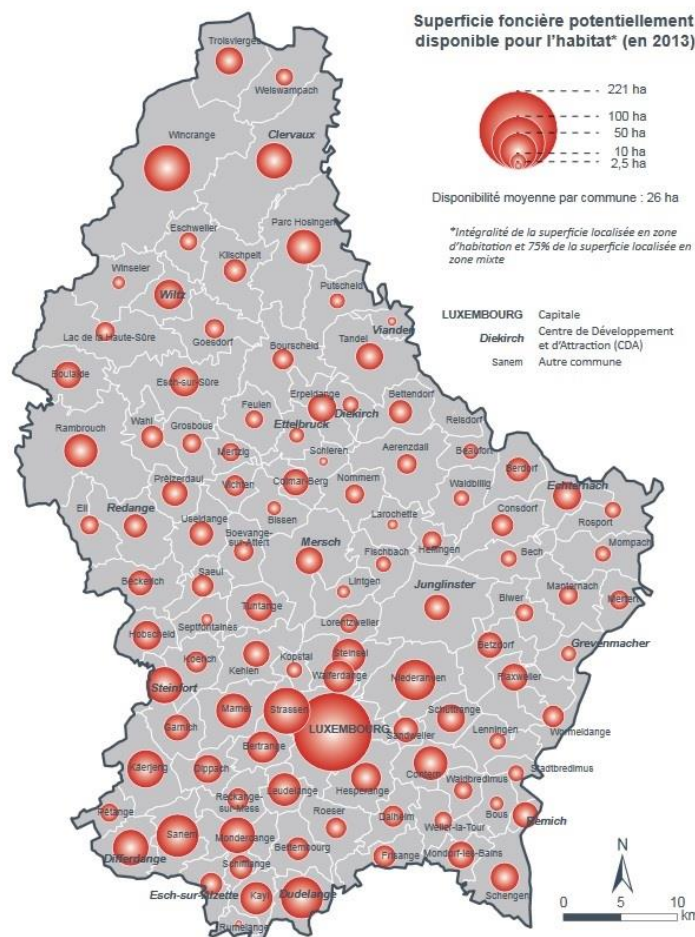 Superficie foncière potentiellement
disponible pour l'habitat* (en 2013)
221 ha
100 ha
50 ha
10 ha
2,5 ha
Disponibilité moyenne par commune : 26 ha
*Intégralité de la superficie localisée en zone
d'habitation et 75% de la superficie localisée en
zone mixte
LUXEMBOURG Capitale
Diekirch Centre de Développement
et d'Attraction (CDA)
Sanem Autre commune
Troisvierges
Weiswampach
Wincrange
Clervaux
Parc Hosingen
Eschweiler
Kiischpelt
Winseler
Wiltz
Putscheid
Vianden
Lac de la Haute-Sûre
Goesdorf
Bourscheid
Tandel
Boulaide
Esch-sur-Sûre
Erpeldange
Diekirch
Bettendorf
Feulen
Ettelbruck
Reisdorf
Rambrouch
Wahl
Grosbous
Mertzig
Schieren
Aerenzdall
Beaufort
Berdorf
Préizerdaul
Vichten
Colmar-Berg
Nommern
Waldbillig
Echternach
Ell
Redange
Useldange
Bissen
Larochette
Consdorf
Rosport
Boevange-
sur-Attert
Mersch
Fischbach
Heffingen
Bech
Mompach
Beckerich
Saeul
Lintgen
Junglinster
Biwer
Manternach
Mertert
Tuntange
Septfontaines
Lorentzweiler
Hobscheid
Koerich
Kehlen
Kopstal
Steinsel
Walferdange
Betzdorf
Grevenmacher
Steinfort
Niederanven
Flaxweiler
Mamer
Strassen
LUXEMBOURG
Schuttrange
Sandweiler
Wormeldange
Garnich
Bertrange
Lenningen
Käerjeng
Dippach
Leudelange
Hesperange
Contern
Stadtbredimus
Waldbredimus
Reckange-
sur-Mess
Pétange
Roeser
Dalheim
Bous
Remich
Weiler-la-Tour
Differdange
Sanem
Mondercange
Bettembourg
Frisange
Mondorf-les-Bains
Schifflange
Schengen
Esch-sur-Alzette
Kayl
Dudelange
Rumelange
N
0 5 10
km